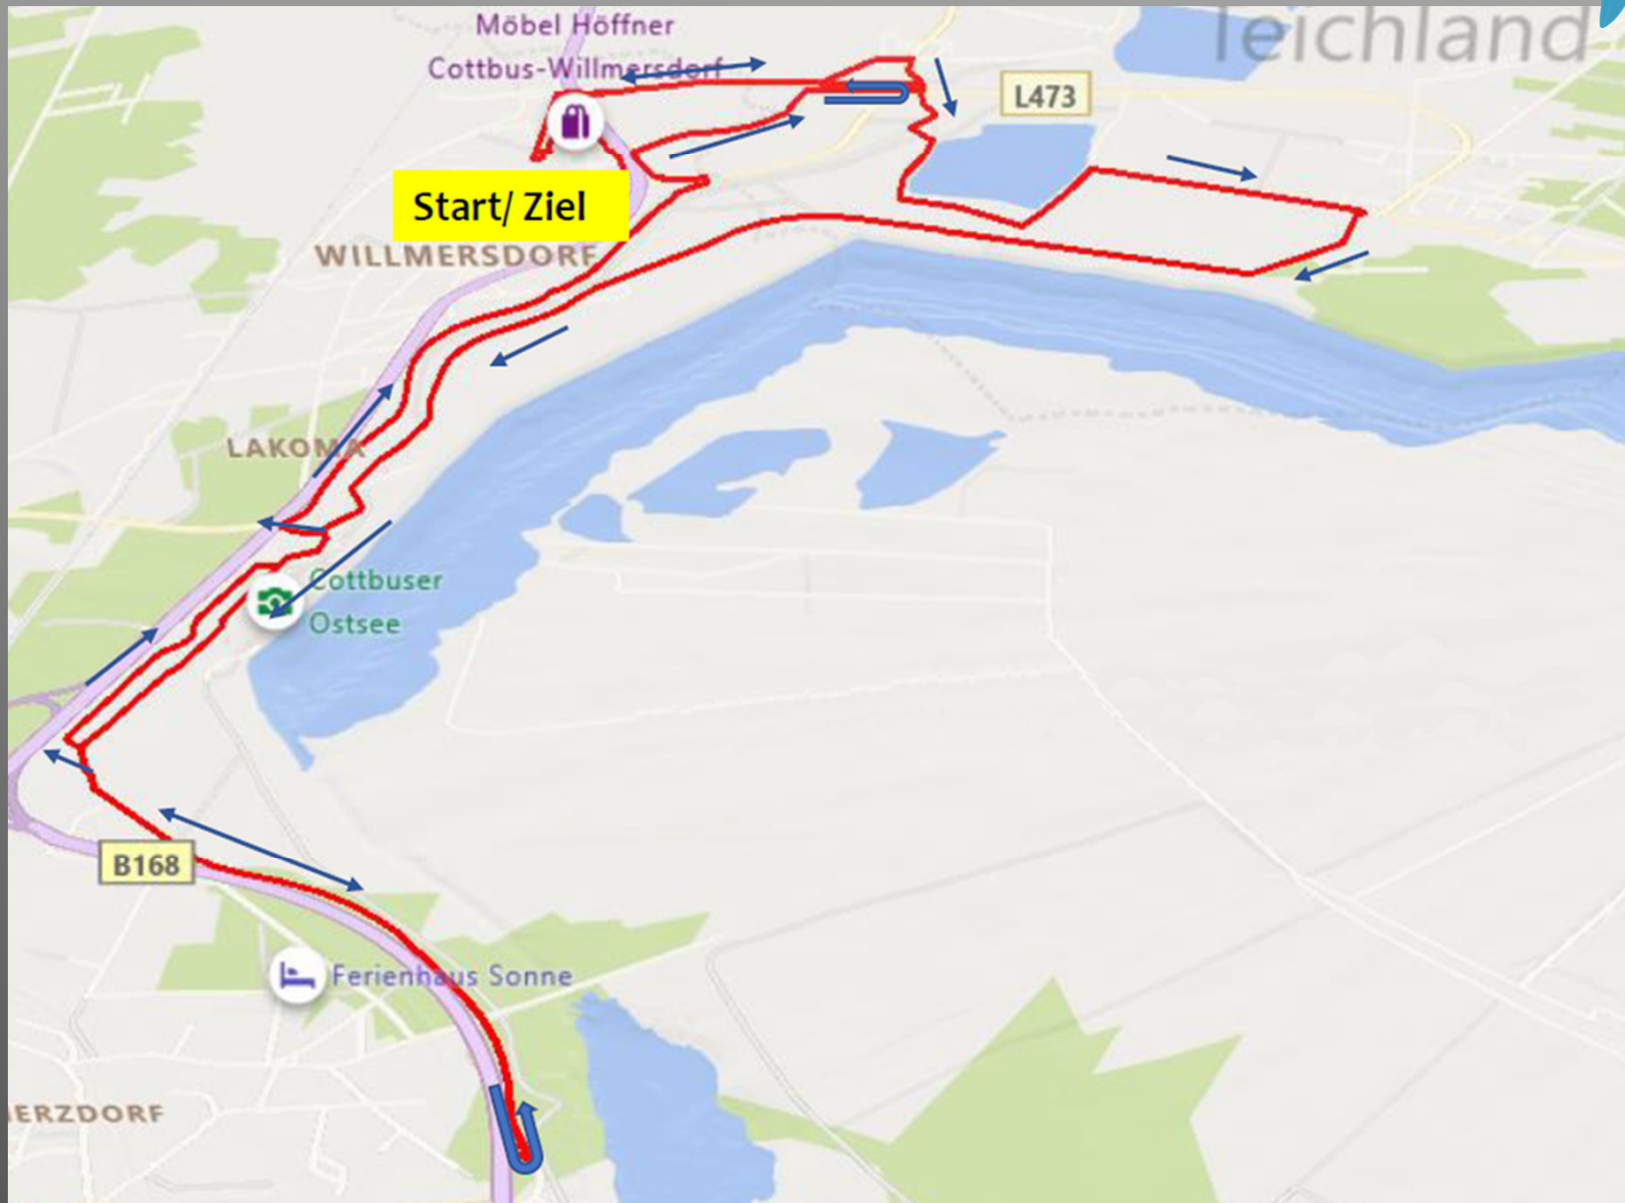 Möbel Höffner
Cottbus-Willmersdorf
Teichland
L473
Start/ Ziel
WILLMERSDORF
LAKOMA
Cottbuser
Ostsee
B168
Ferienhaus Sonne
ERZDORF